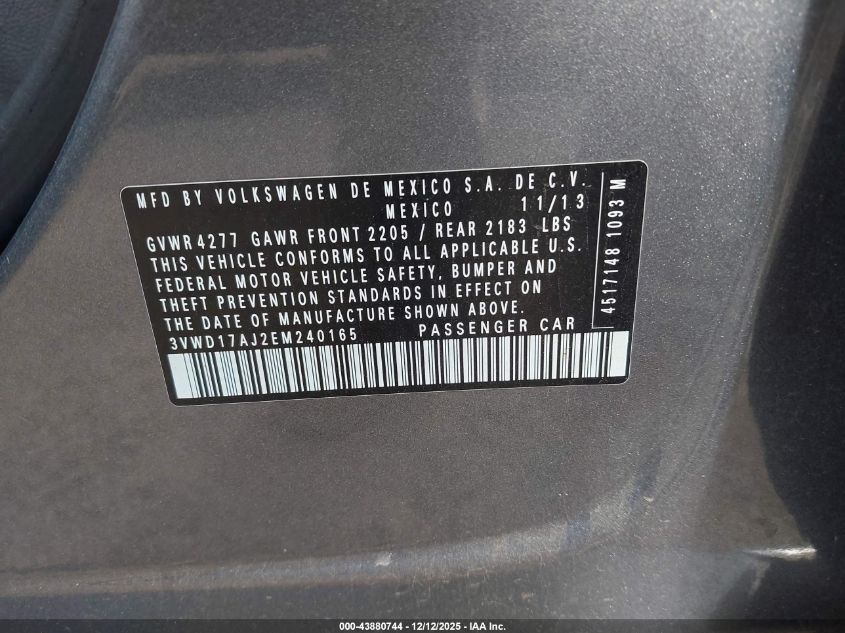 MFD BY VOLKSWAGEN DE MEXICO S.A. DE C.V.
MEXICO 11/13
GVWR 4277 GAWR FRONT 2205 / REAR 2183 LBS
THIS VEHICLE CONFORMS TO ALL APPLICABLE U.S.
FEDERAL MOTOR VEHICLE SAFETY, BUMPER AND
THEFT PREVENTION STANDARDS IN EFFECT ON
THE DATE OF MANUFACTURE SHOWN ABOVE.
3VWD17AJ2EM240165 PASSENGER CAR
4517148 1093 M
000-43880744 - 12/12/2025 - IAA Inc.